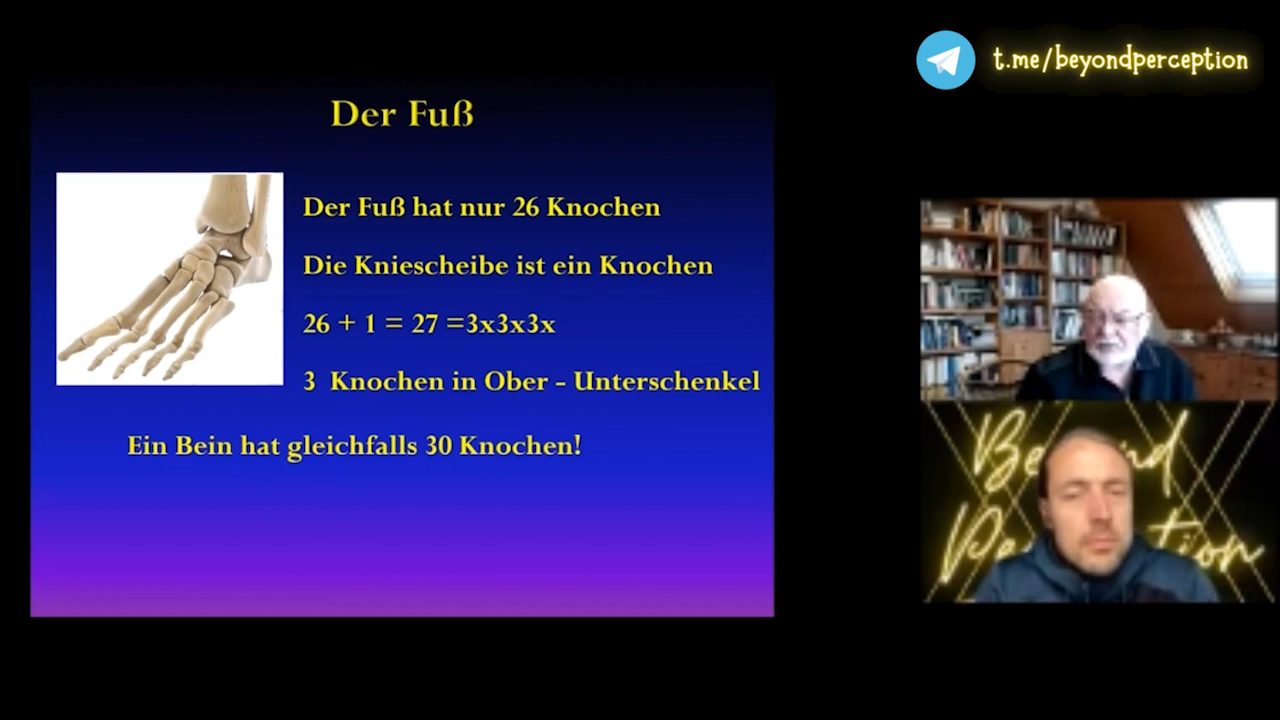 t.me/beyondperception
Der Fuß
Der Fuß hat nur 26 Knochen
Die Kniescheibe ist ein Knochen
26 + 1 = 27 =3x3x3x
3 Knochen in Ober - Unterschenkel
Ein Bein hat gleichfalls 30 Knochen!